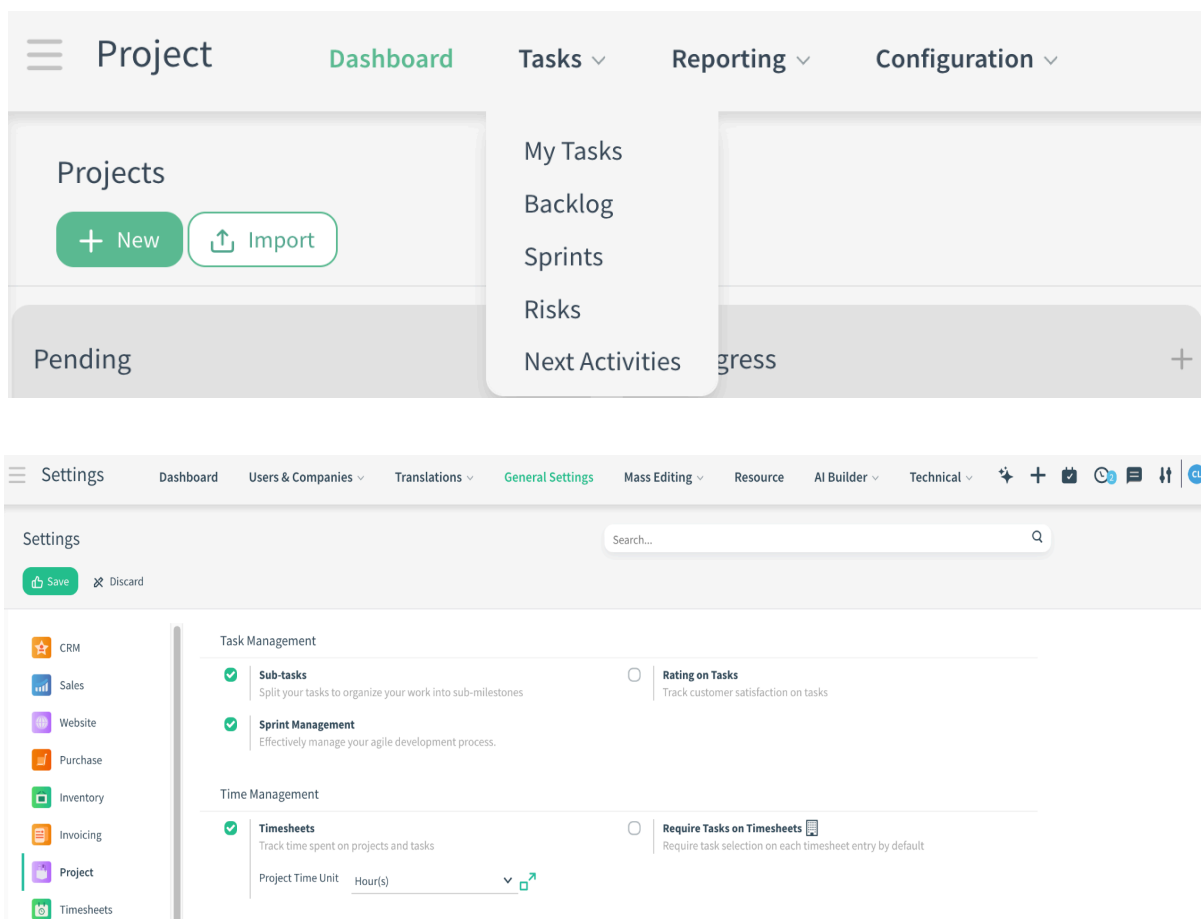 Project Dashboard Tasks Reporting Configuration
Projects
New Import
My Tasks
Backlog
Sprints
Risks
Next Activities
Pending gress
Settings Dashboard Users & Companies Translations General Settings Mass Editing Resource AI Builder Technical 2 CL
Settings
Search...
Save Discard
CRM
Sales
Website
Purchase
Inventory
Invoicing
Project
Timesheets
Task Management
Sub-tasks
Split your tasks to organize your work into sub-milestones
Rating on Tasks
Track customer satisfaction on tasks
Sprint Management
Effectively manage your agile development process.
Time Management
Timesheets
Track time spent on projects and tasks
Require Tasks on Timesheets
Require task selection on each timesheet entry by default
Project Time Unit Hour(s)